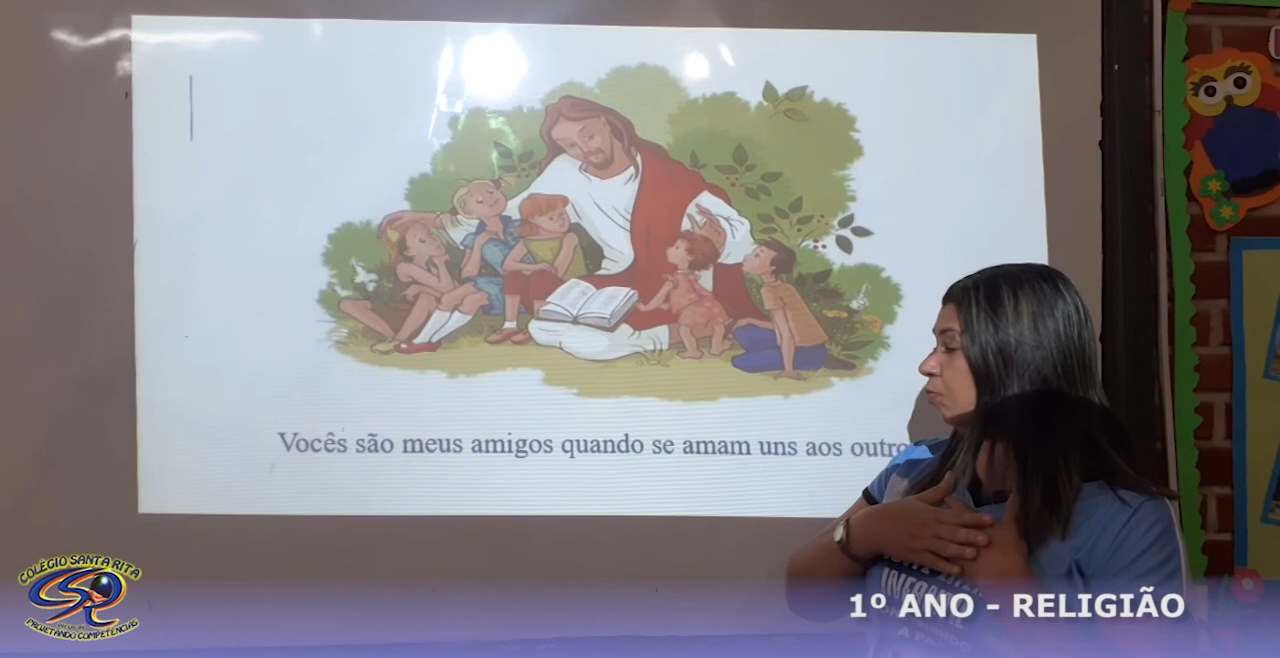 Vocês são meus amigos quando se amam uns aos outro
COLÉGIO SANTA RITA
PROJETANDO COMPETÊNCIAS
1º ANO - RELIGIÃO